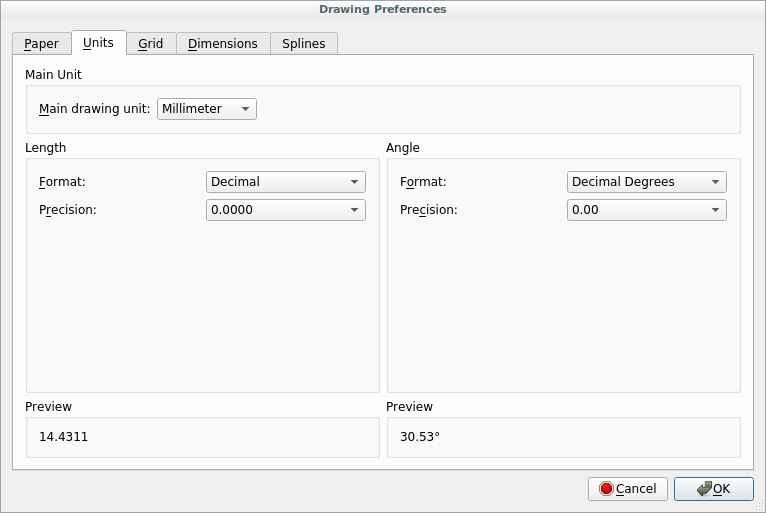 Drawing Preferences
Paper Units Grid Dimensions Splines
Main Unit
Main drawing unit: Millimeter
Length Angle
Format: Decimal Format: Decimal Degrees
Precision: 0.0000 Precision: 0.00
Preview Preview
14.4311 30.53°
Cancel OK